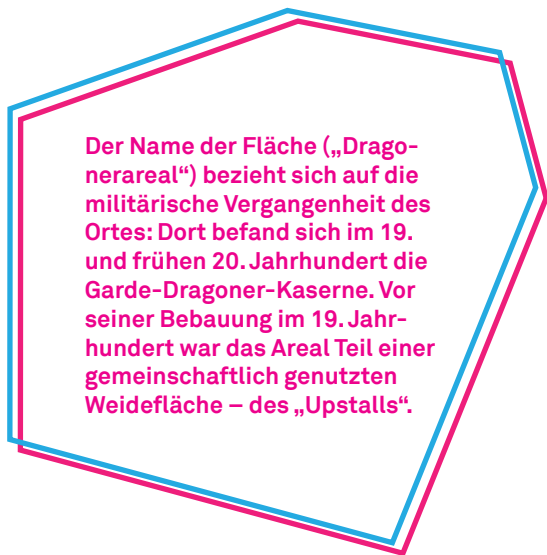 Der Name der Fläche („Drago-
nerareal“) bezieht sich auf die
militärische Vergangenheit des
Ortes: Dort befand sich im 19.
und frühen 20. Jahrhundert die
Garde-Dragoner-Kaserne. Vor
seiner Bebauung im 19. Jahr-
hundert war das Areal Teil einer
gemeinschaftlich genutzten
Weidefläche – des „Upstalls“.